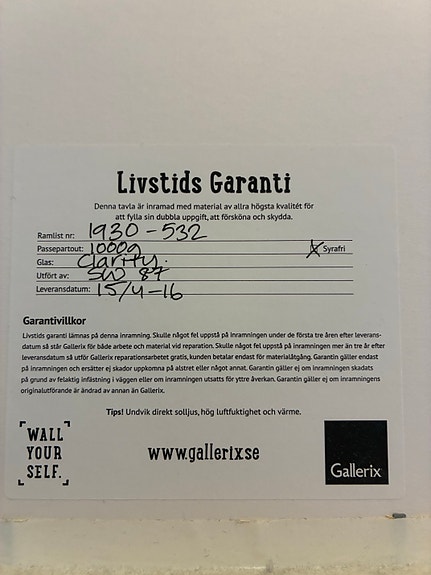 Livstids Garanti
Denna tavla är inramad med material av allra högsta kvalitét för
att fylla sin dubbla uppgift, att försköna och skydda.
Ramlist nr: 1930-532
Passepartout: 1000g X Syrafri
Glas: Clarity.
Utfört av: SW 87
Leveransdatum: 15/4-16
Garantivillkor
Livstids garanti lämnas på denna inramning. Skulle något fel uppstå på inramningen under de första tre åren efter leverans-
datum så står Gallerix för både arbete och material vid reparation. Skulle något fel uppstå på inramningen mer än tre år efter
leveransdatum så utför Gallerix reparationsarbetet gratis, kunden betalar endast för materialåtgång. Garantin gäller endast
på inramningen och ersätter ej skador uppkomna på alstret eller något annat. Garantin gäller ej om inramningen skadats
på grund av felaktig infästning i väggen eller om inramningen utsatts för yttre åverkan. Garantin gäller ej om inramningens
originalutförande är ändrad av annan än Gallerix.
Tips! Undvik direkt solljus, hög luftfuktighet och värme.
WALL
YOUR
SELF.
www.gallerix.se
Gallerix